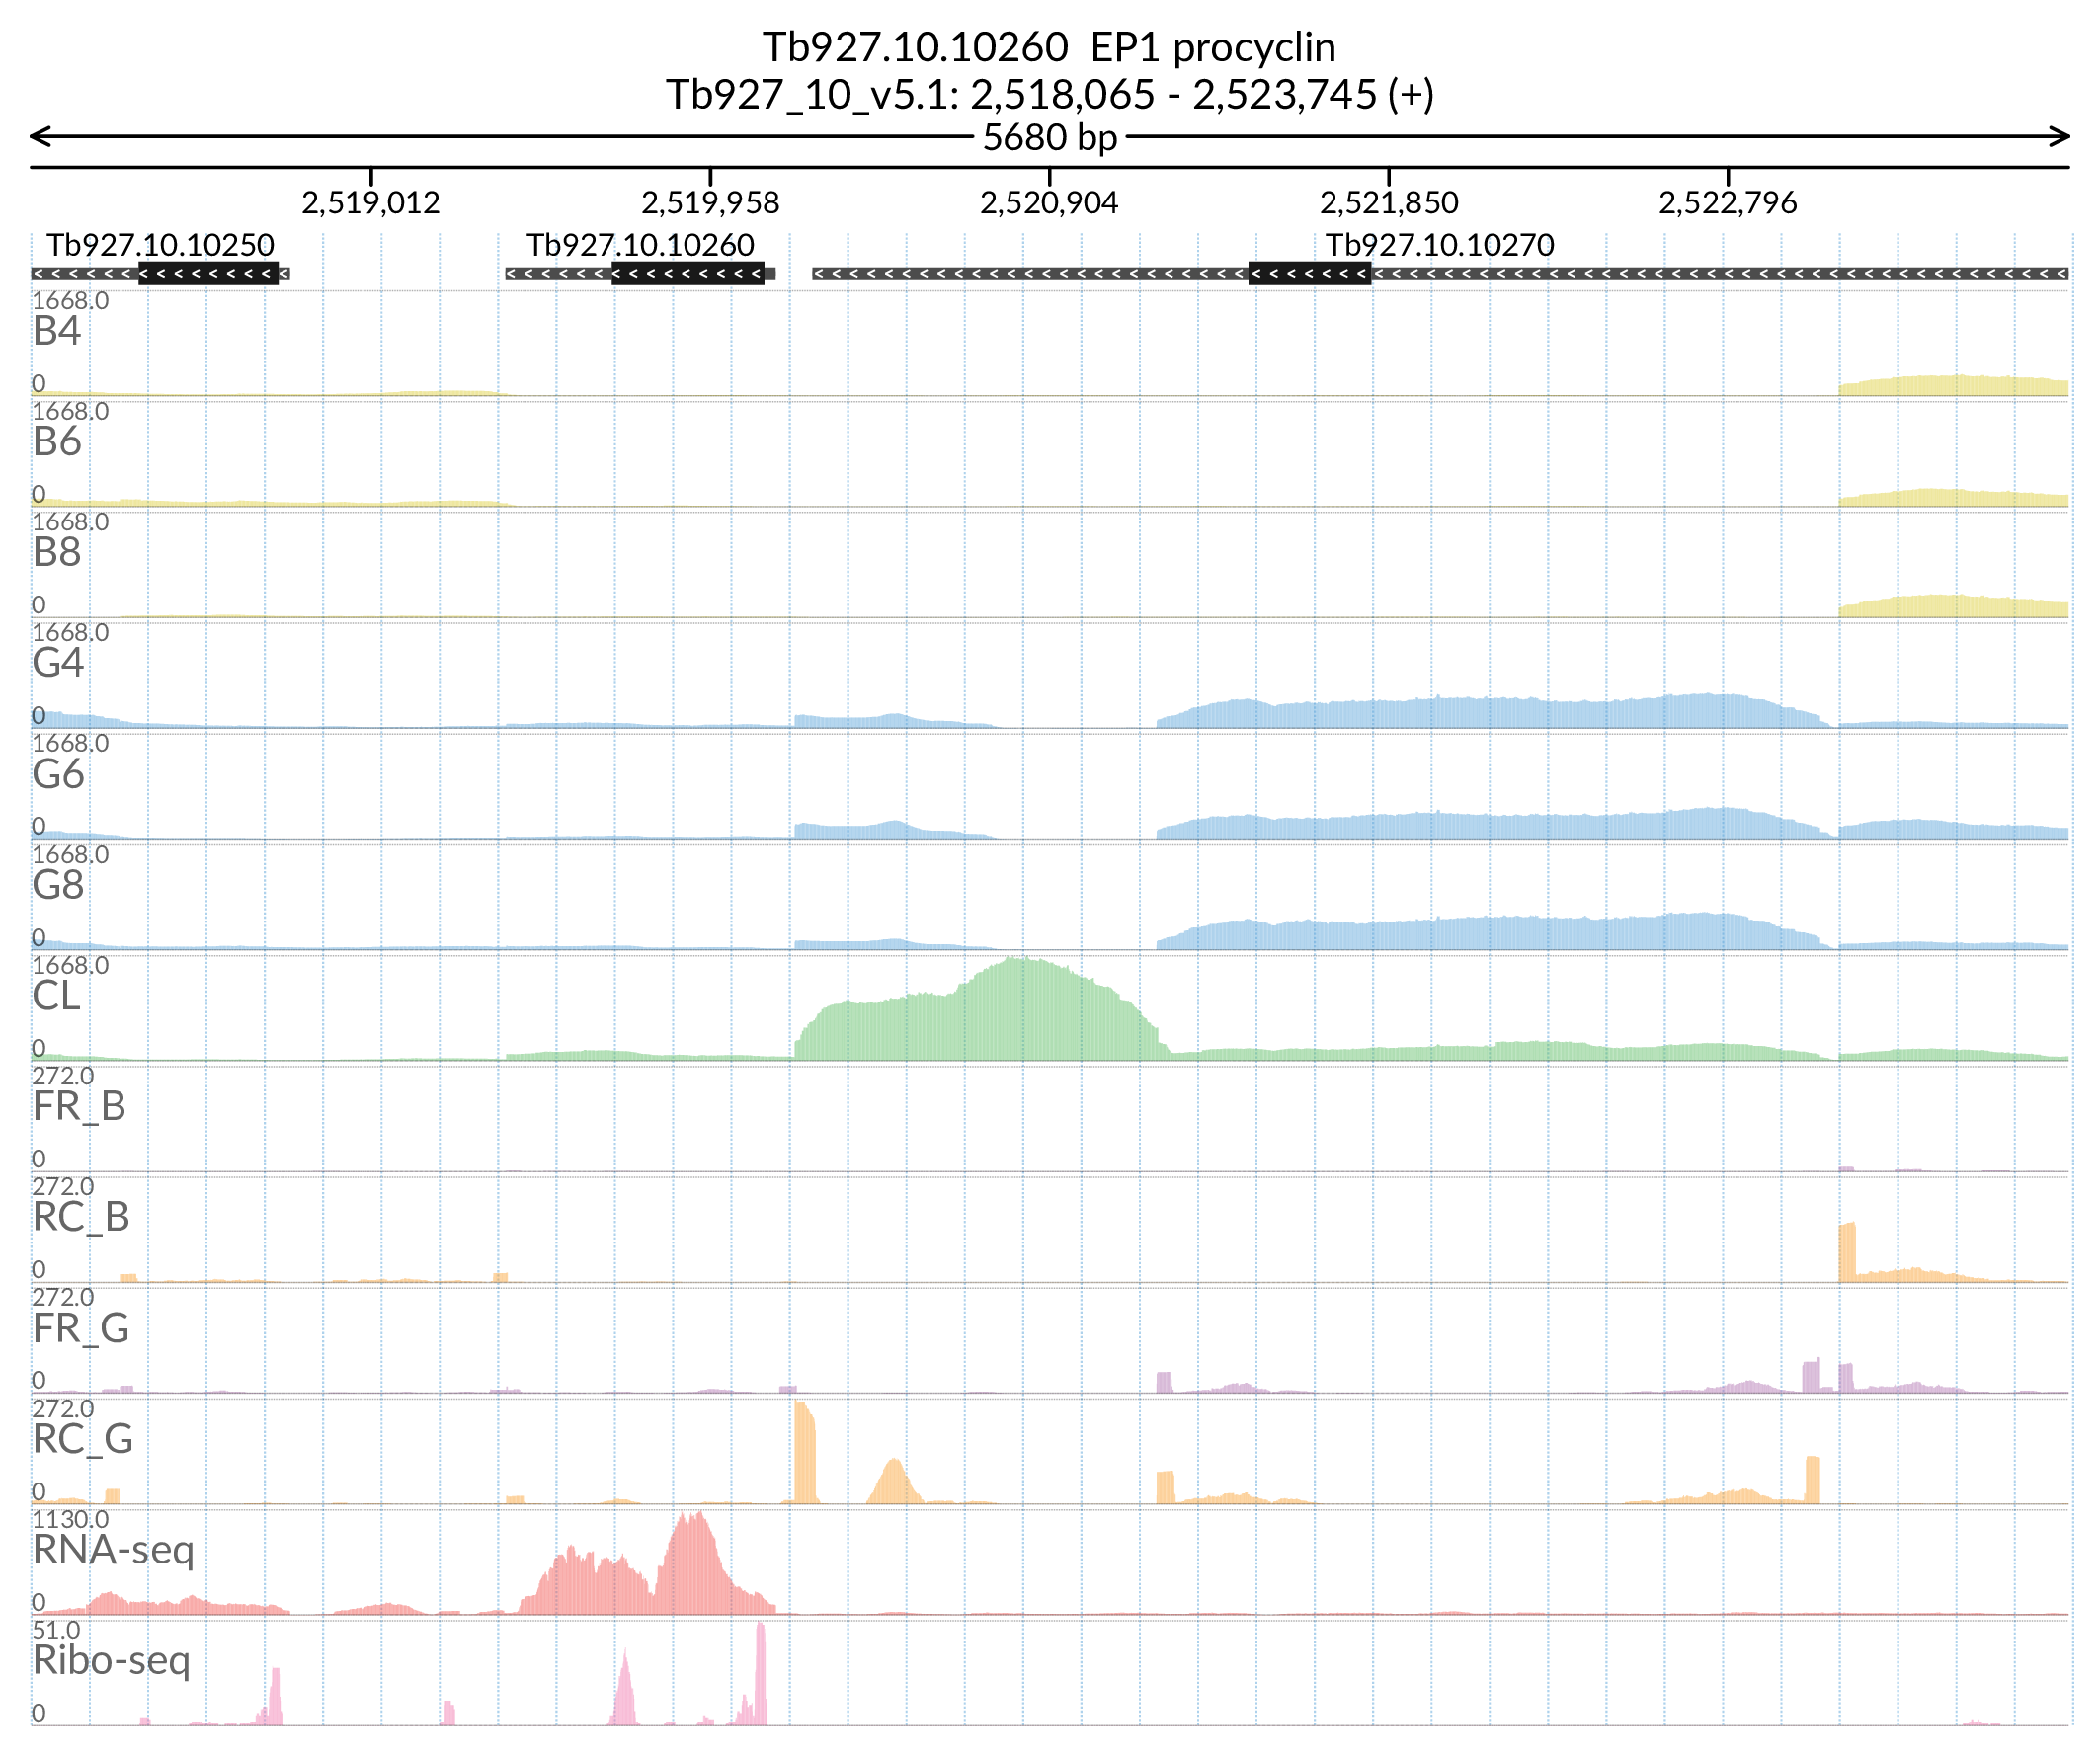 Tb927.10.10260  EP1 procyclin
Tb927_10_v5.1: 2,518,065 - 2,523,745 (+)
5680 bp
2,519,012 2,519,958 2,520,904 2,521,850 2,522,796
Tb927.10.10250 Tb927.10.10260 Tb927.10.10270
1668.0
B4
0
1668.0
B6
0
1668.0
B8
0
1668.0
G4
0
1668.0
G6
0
1668.0
G8
0
1668.0
CL
0
272.0
FR_B
0
272.0
RC_B
0
272.0
FR_G
0
272.0
RC_G
0
1130.0
RNA-seq
0
51.0
Ribo-seq
0